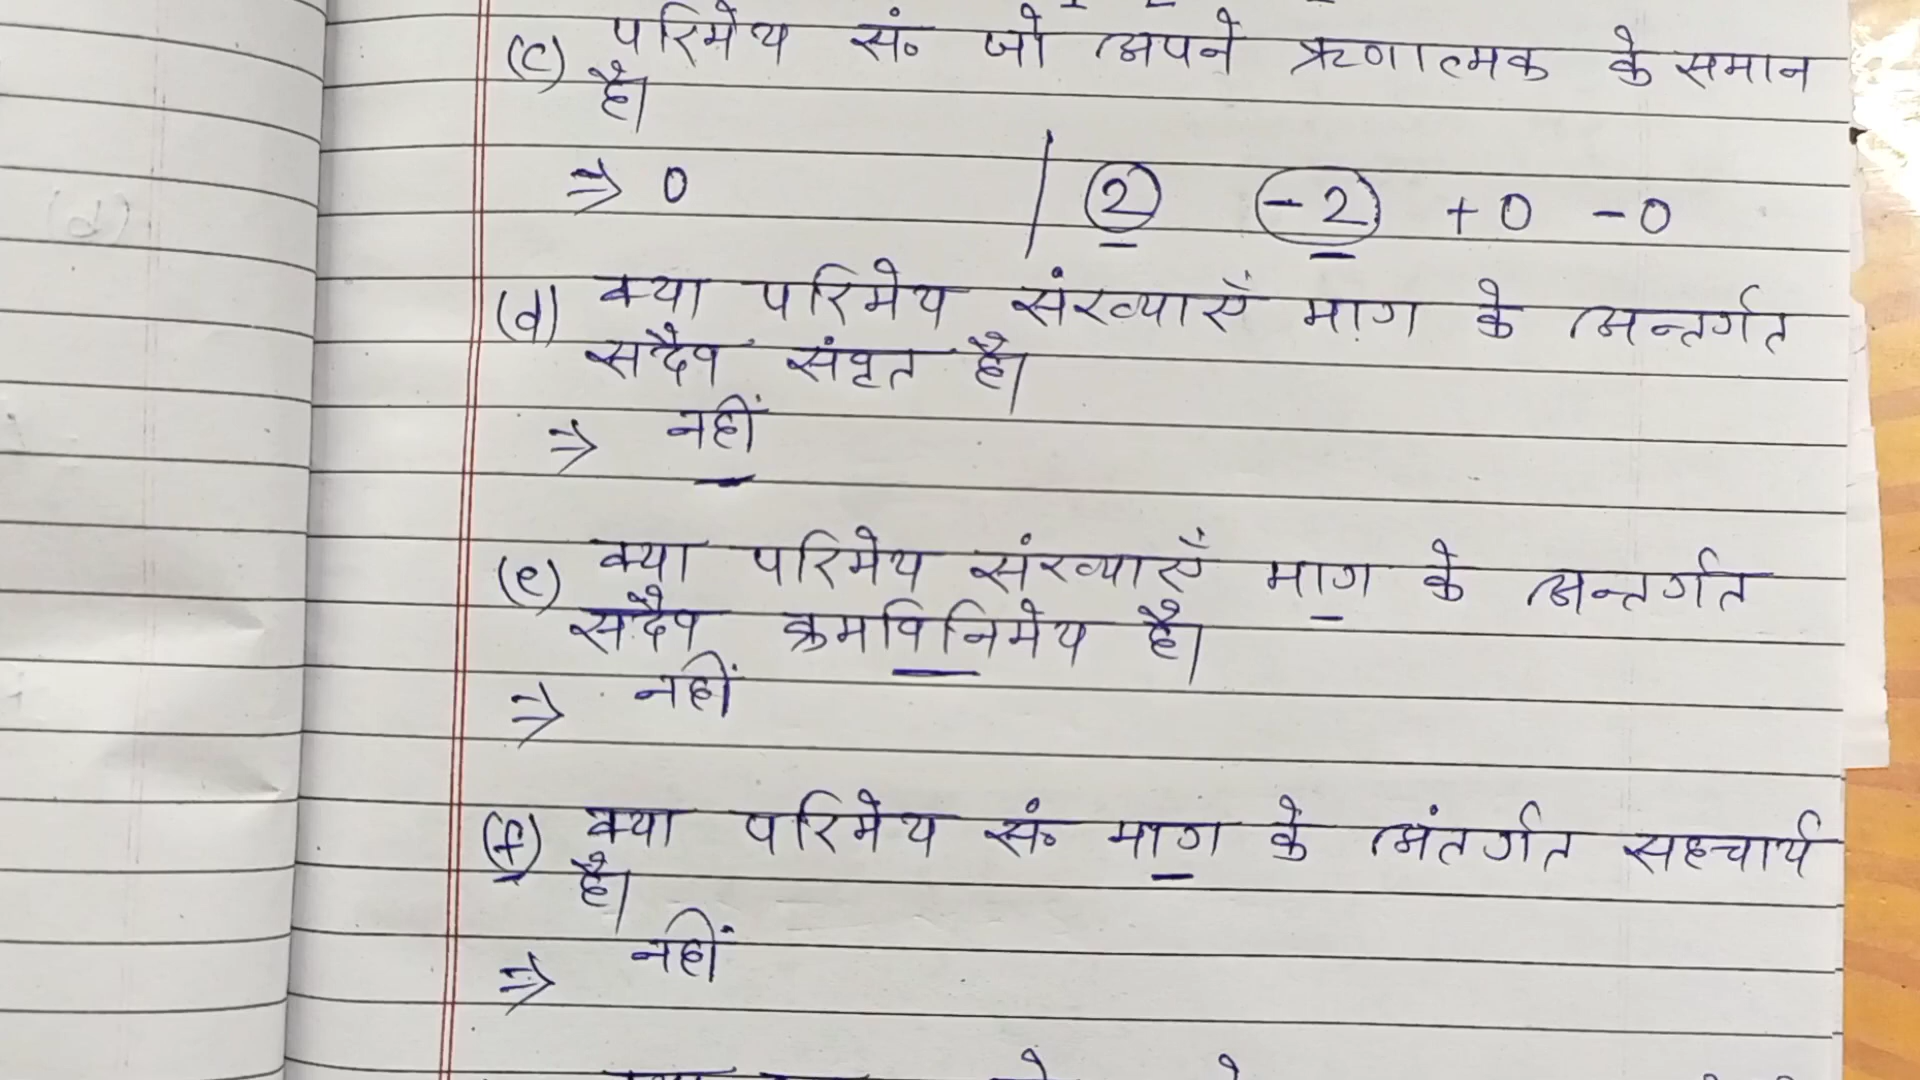 (c) परिमेय सं० जो अपने ऋणात्मक के समान
है।
⇒ 0 | 2 -2 +0 -0
(d) क्या परिमेय संख्याएँ भाग के अन्तर्गत
सदैव संवृत है।
⇒ नहीं
(e) क्या परिमेय संख्याएँ भाग के अन्तर्गत
सदैव क्रमविनिमेय है।
⇒ नहीं
(f) क्या परिमेय सं० भाग के अंतर्गत सहचार्य
है।
⇒ नहीं